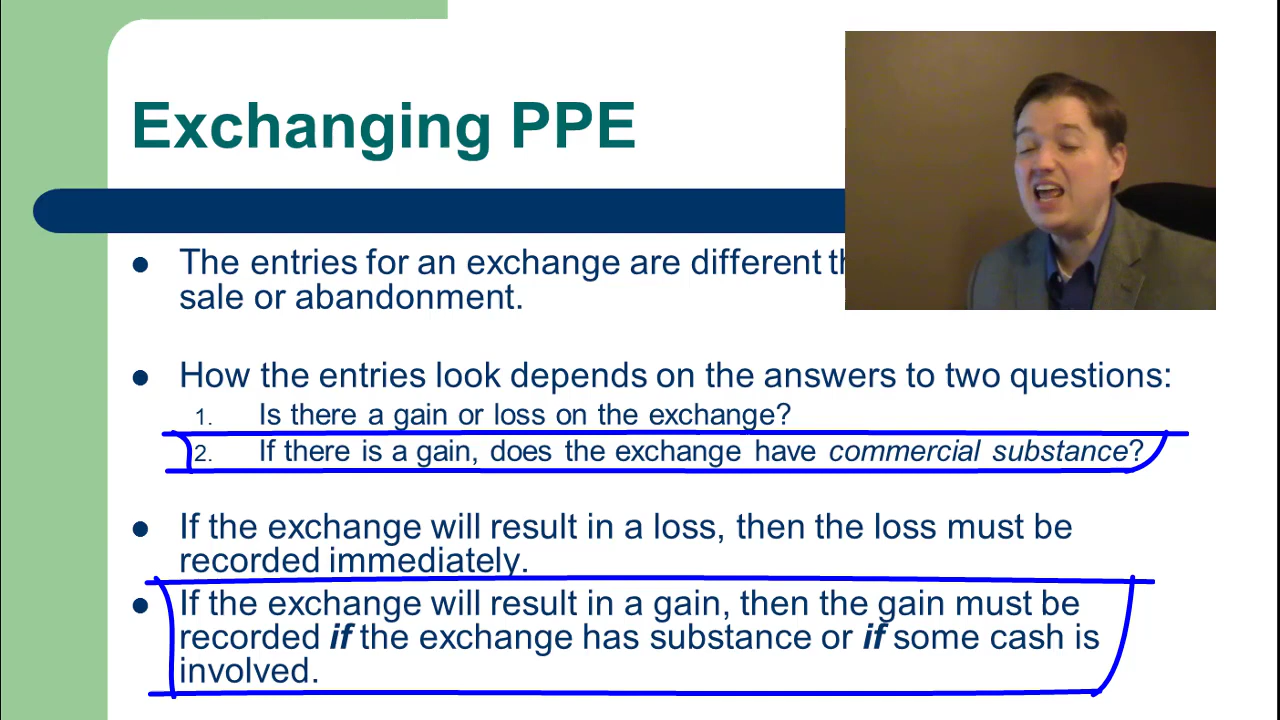 Exchanging PPE
The entries for an exchange are different
sale or abandonment.
How the entries look depends on the answers to two questions:
1. Is there a gain or loss on the exchange?
2. If there is a gain, does the exchange have commercial substance?
If the exchange will result in a loss, then the loss must be
recorded immediately.
If the exchange will result in a gain, then the gain must be
recorded if the exchange has substance or if some cash is
involved.